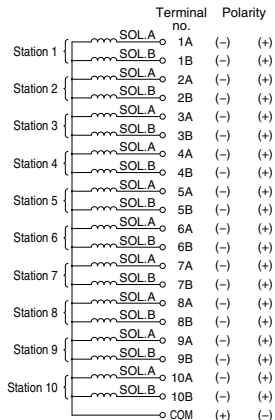 Terminal no. Polarity
Station 1 SOL.A 1A (–) (+)
SOL.B 1B (–) (+)
Station 2 SOL.A 2A (–) (+)
SOL.B 2B (–) (+)
Station 3 SOL.A 3A (–) (+)
SOL.B 3B (–) (+)
Station 4 SOL.A 4A (–) (+)
SOL.B 4B (–) (+)
Station 5 SOL.A 5A (–) (+)
SOL.B 5B (–) (+)
Station 6 SOL.A 6A (–) (+)
SOL.B 6B (–) (+)
Station 7 SOL.A 7A (–) (+)
SOL.B 7B (–) (+)
Station 8 SOL.A 8A (–) (+)
SOL.B 8B (–) (+)
Station 9 SOL.A 9A (–) (+)
SOL.B 9B (–) (+)
Station 10 SOL.A 10A (–) (+)
SOL.B 10B (–) (+)
COM (+) (–)